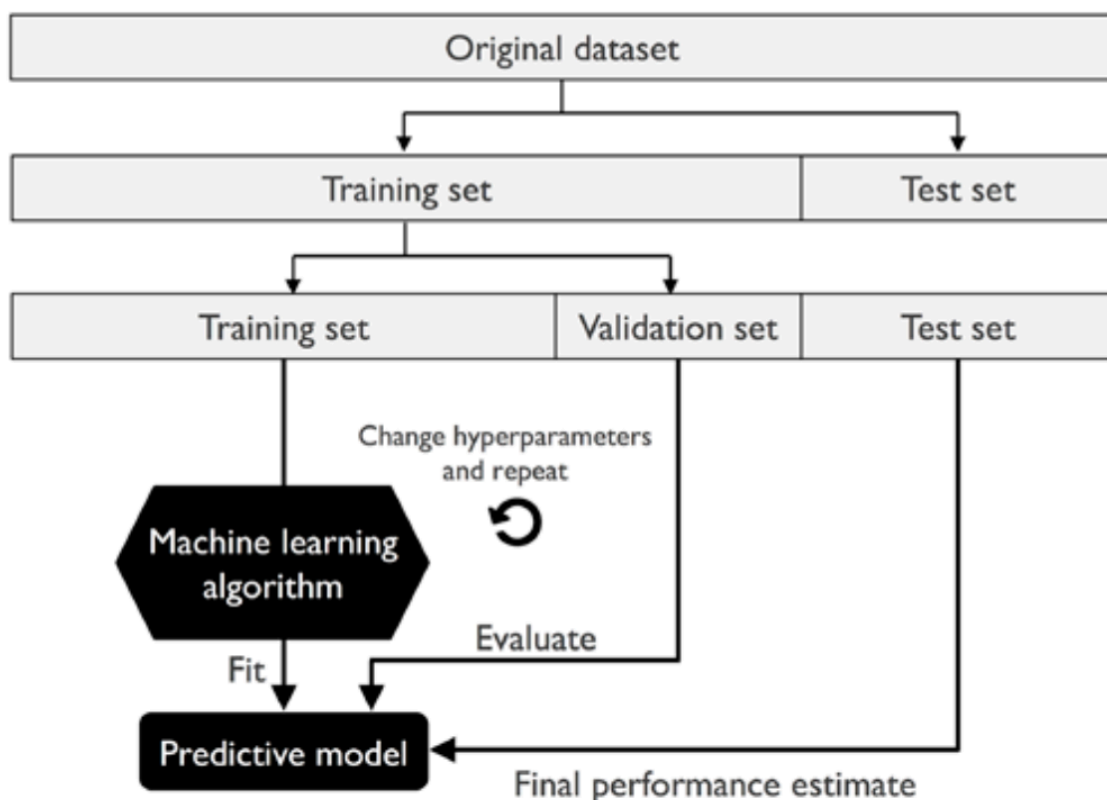 Original dataset
Training set
Test set
Training set
Validation set
Test set
Change hyperparameters
and repeat
Machine learning
algorithm
Evaluate
Fit
Predictive model
Final performance estimate